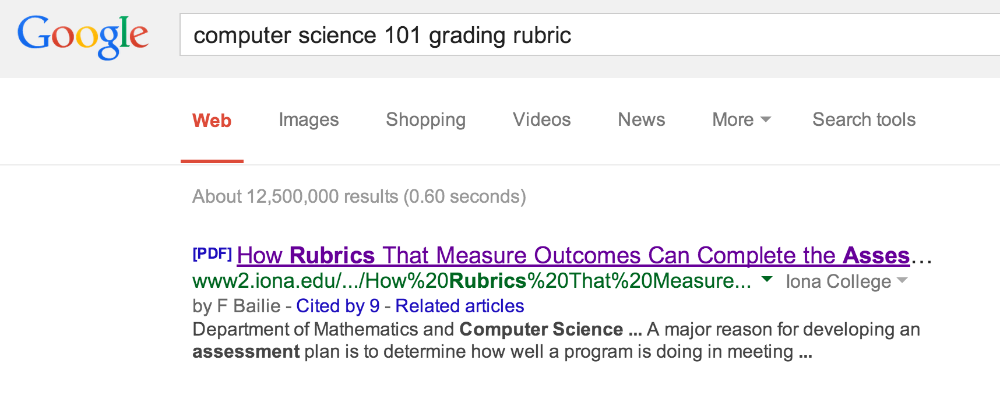 Google computer science 101 grading rubric
Web Images Shopping Videos News More Search tools
About 12,500,000 results (0.60 seconds)
[PDF] How Rubrics That Measure Outcomes Can Complete the Asses...
www2.iona.edu/.../How%20Rubrics%20That%20Measure... Iona College
by F Bailie - Cited by 9 - Related articles
Department of Mathematics and Computer Science ... A major reason for developing an
assessment plan is to determine how well a program is doing in meeting ...